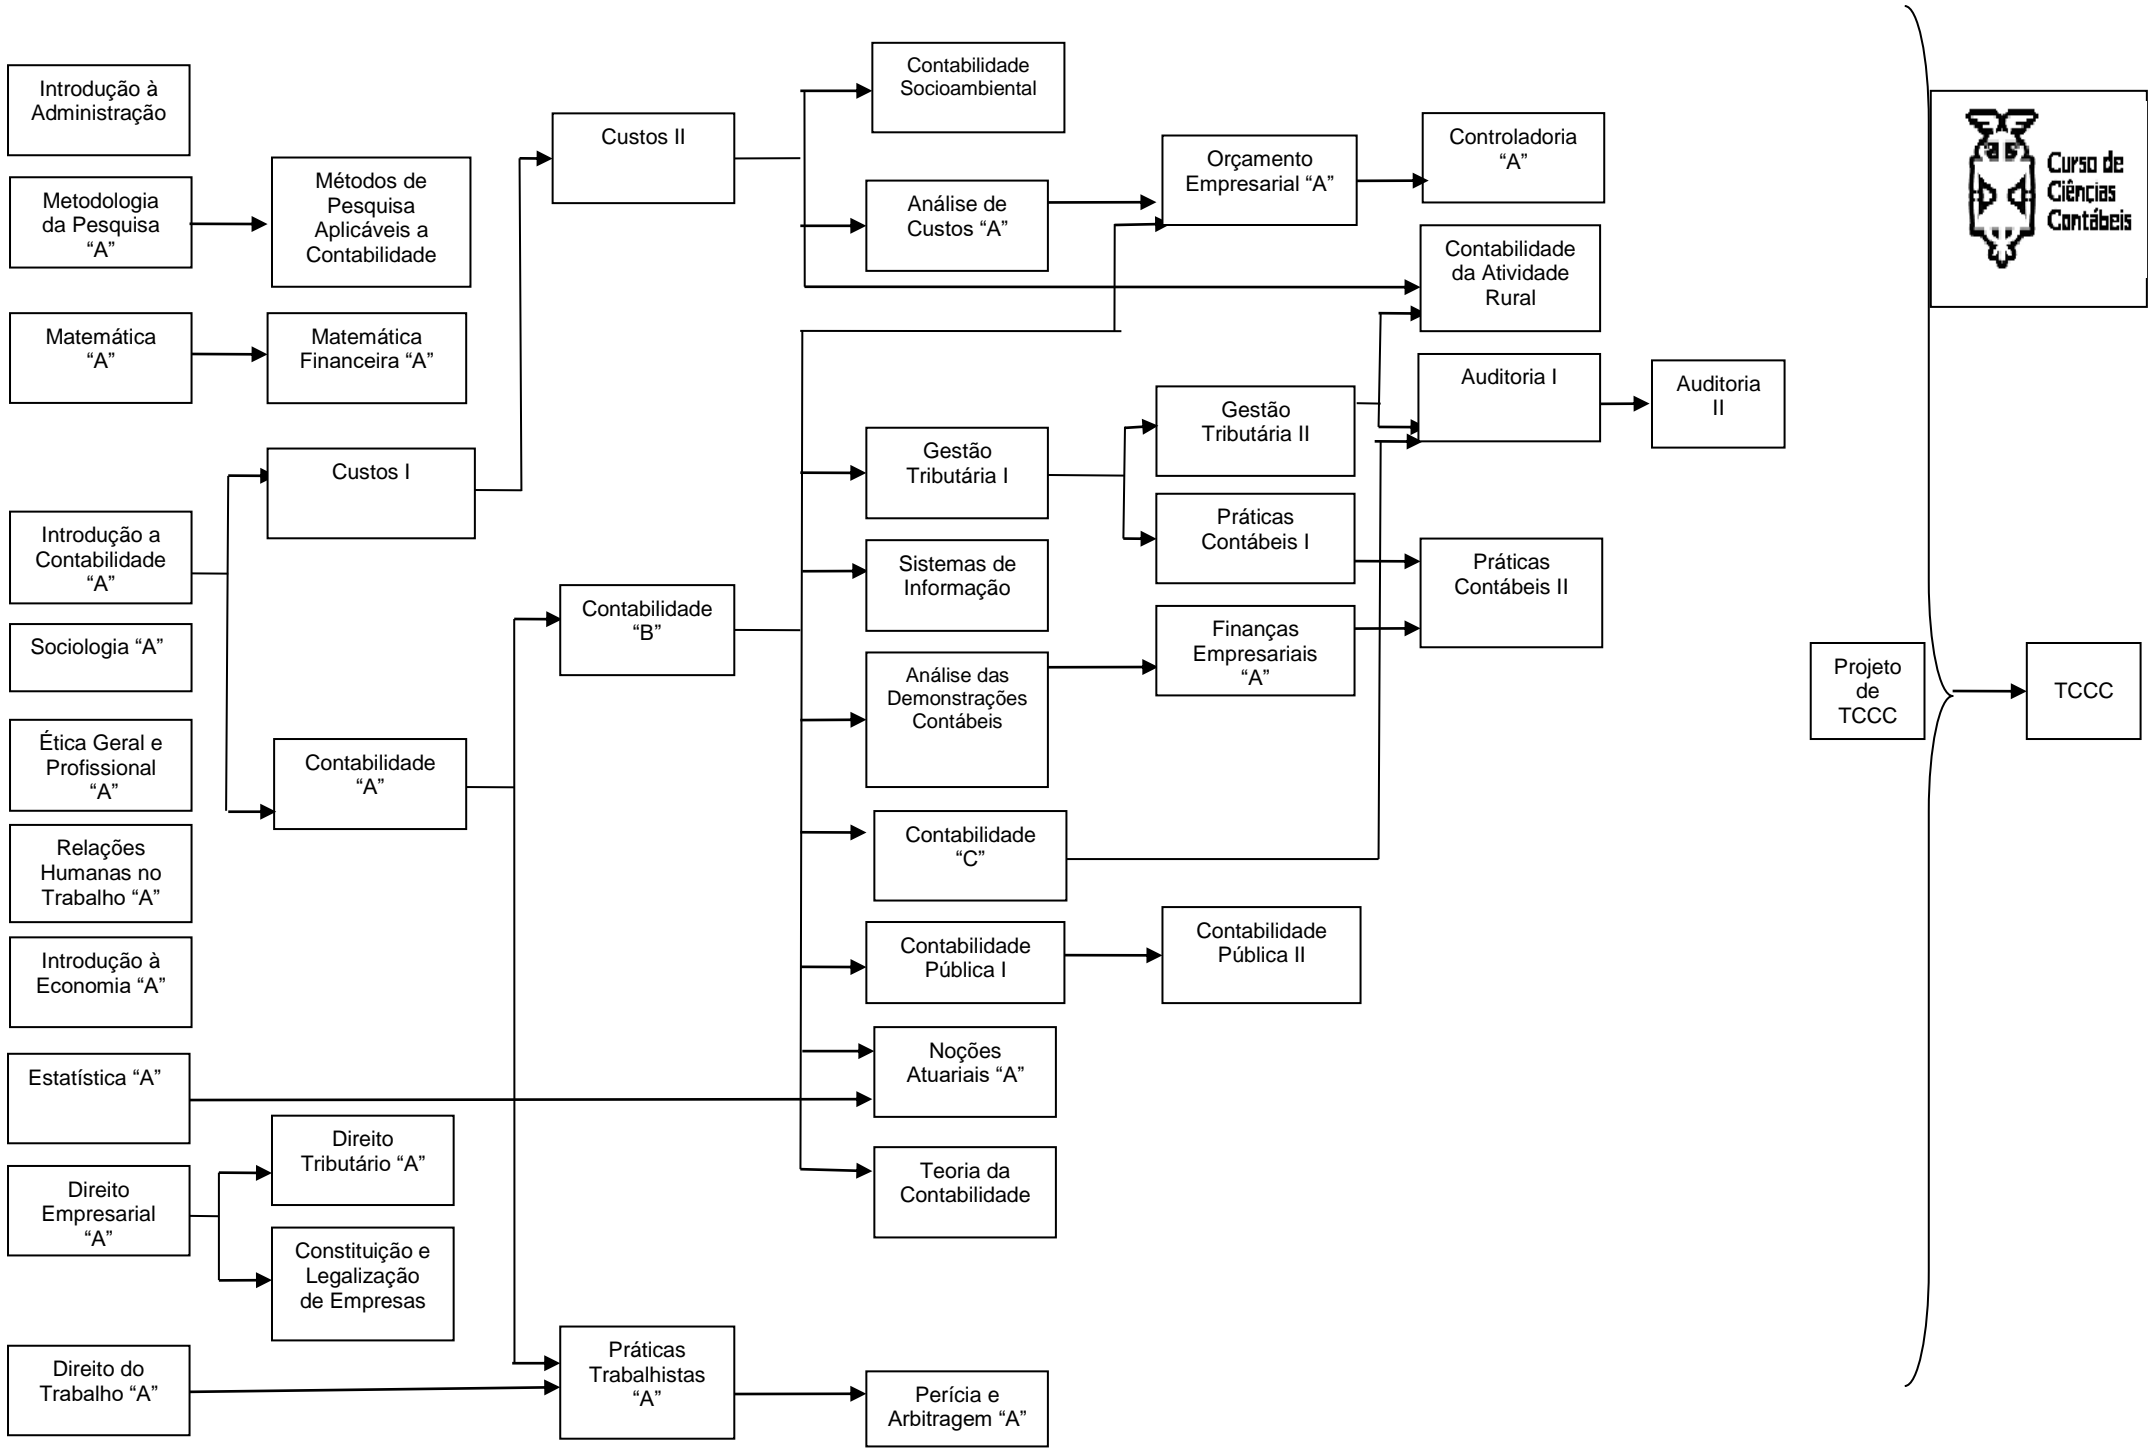 Introdução à
Administração
Metodologia
da Pesquisa
“A”
Matemática
“A”
Introdução a
Contabilidade
“A”
Sociologia “A”
Ética Geral e
Profissional
“A”
Relações
Humanas no
Trabalho “A”
Introdução à
Economia “A”
Estatística “A”
Direito
Empresarial
“A”
Direito do
Trabalho “A”
Métodos de
Pesquisa
Aplicáveis a
Contabilidade
Matemática
Financeira “A”
Custos I
Contabilidade
“A”
Direito
Tributário “A”
Constituição e
Legalização
de Empresas
Custos II
Contabilidade
“B”
Práticas
Trabalhistas
“A”
Contabilidade
Socioambiental
Análise de
Custos “A”
Gestão
Tributária I
Sistemas de
Informação
Análise das
Demonstrações
Contábeis
Contabilidade
“C”
Contabilidade
Pública I
Noções
Atuariais “A”
Teoria da
Contabilidade
Perícia e
Arbitragem “A”
Orçamento
Empresarial “A”
Gestão
Tributária II
Práticas
Contábeis I
Finanças
Empresariais
“A”
Contabilidade
Pública II
Controladoria
“A”
Contabilidade
da Atividade
Rural
Auditoria I
Práticas
Contábeis II
Auditoria
II
Projeto
de
TCCC
TCCC
Curso de
Ciências
Contábeis